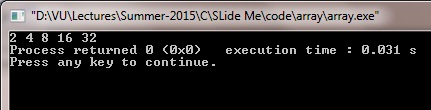 "D:\VU\Lectures\Summer-2015\C\SLide Me\code\array\array.exe"
2 4 8 16 32
Process returned 0 (0x0)   execution time : 0.031 s
Press any key to continue.